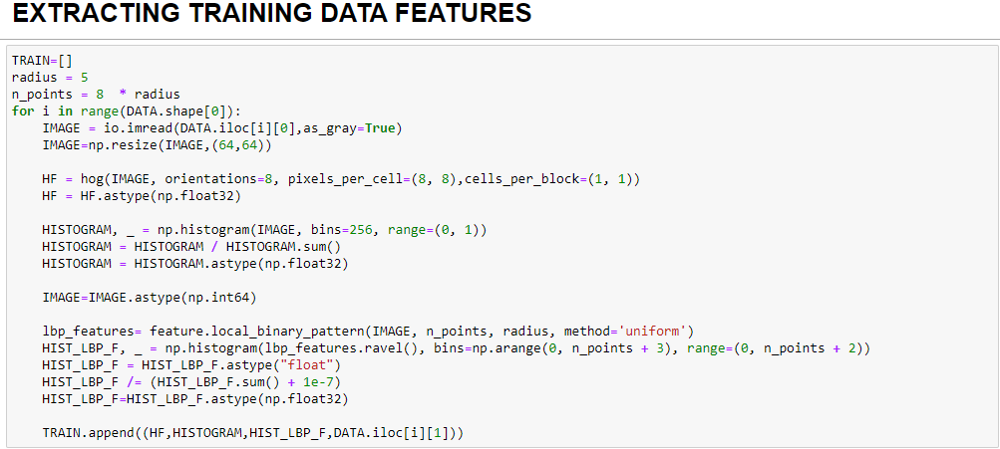 EXTRACTING TRAINING DATA FEATURES
TRAIN=[]
radius = 5
n_points = 8  * radius
for i in range(DATA.shape[0]):
    IMAGE = io.imread(DATA.iloc[i][0],as_gray=True)
    IMAGE=np.resize(IMAGE,(64,64))
    HF = hog(IMAGE, orientations=8, pixels_per_cell=(8, 8),cells_per_block=(1, 1))
    HF = HF.astype(np.float32)
    HISTOGRAM, _ = np.histogram(IMAGE, bins=256, range=(0, 1))
    HISTOGRAM = HISTOGRAM / HISTOGRAM.sum()
    HISTOGRAM = HISTOGRAM.astype(np.float32)
    IMAGE=IMAGE.astype(np.int64)
    lbp_features= feature.local_binary_pattern(IMAGE, n_points, radius, method='uniform')
    HIST_LBP_F, _ = np.histogram(lbp_features.ravel(), bins=np.arange(0, n_points + 3), range=(0, n_points + 2))
    HIST_LBP_F = HIST_LBP_F.astype("float")
    HIST_LBP_F /= (HIST_LBP_F.sum() + 1e-7)
    HIST_LBP_F=HIST_LBP_F.astype(np.float32)
    TRAIN.append((HF,HISTOGRAM,HIST_LBP_F,DATA.iloc[i][1]))